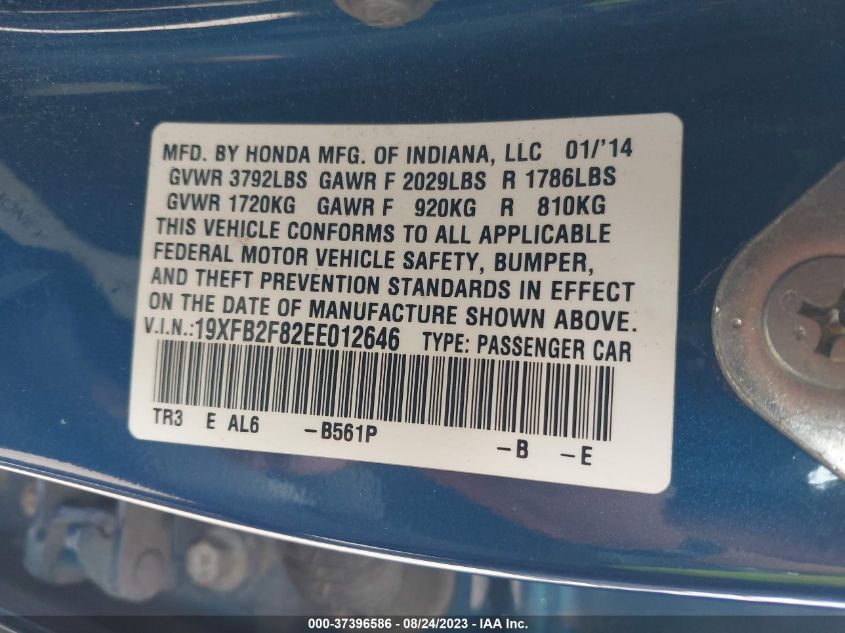 MFD. BY HONDA MFG. OF INDIANA, LLC 01/'14
GVWR 3792LBS GAWR F 2029LBS R 1786LBS
GVWR 1720KG GAWR F 920KG R 810KG
THIS VEHICLE CONFORMS TO ALL APPLICABLE
FEDERAL MOTOR VEHICLE SAFETY, BUMPER,
AND THEFT PREVENTION STANDARDS IN EFFECT
ON THE DATE OF MANUFACTURE SHOWN ABOVE.
V.I.N.:19XFB2F82EE012646 TYPE: PASSENGER CAR
TR3 E AL6 -B561P -B -E
000-37396586 - 08/24/2023 - IAA Inc.